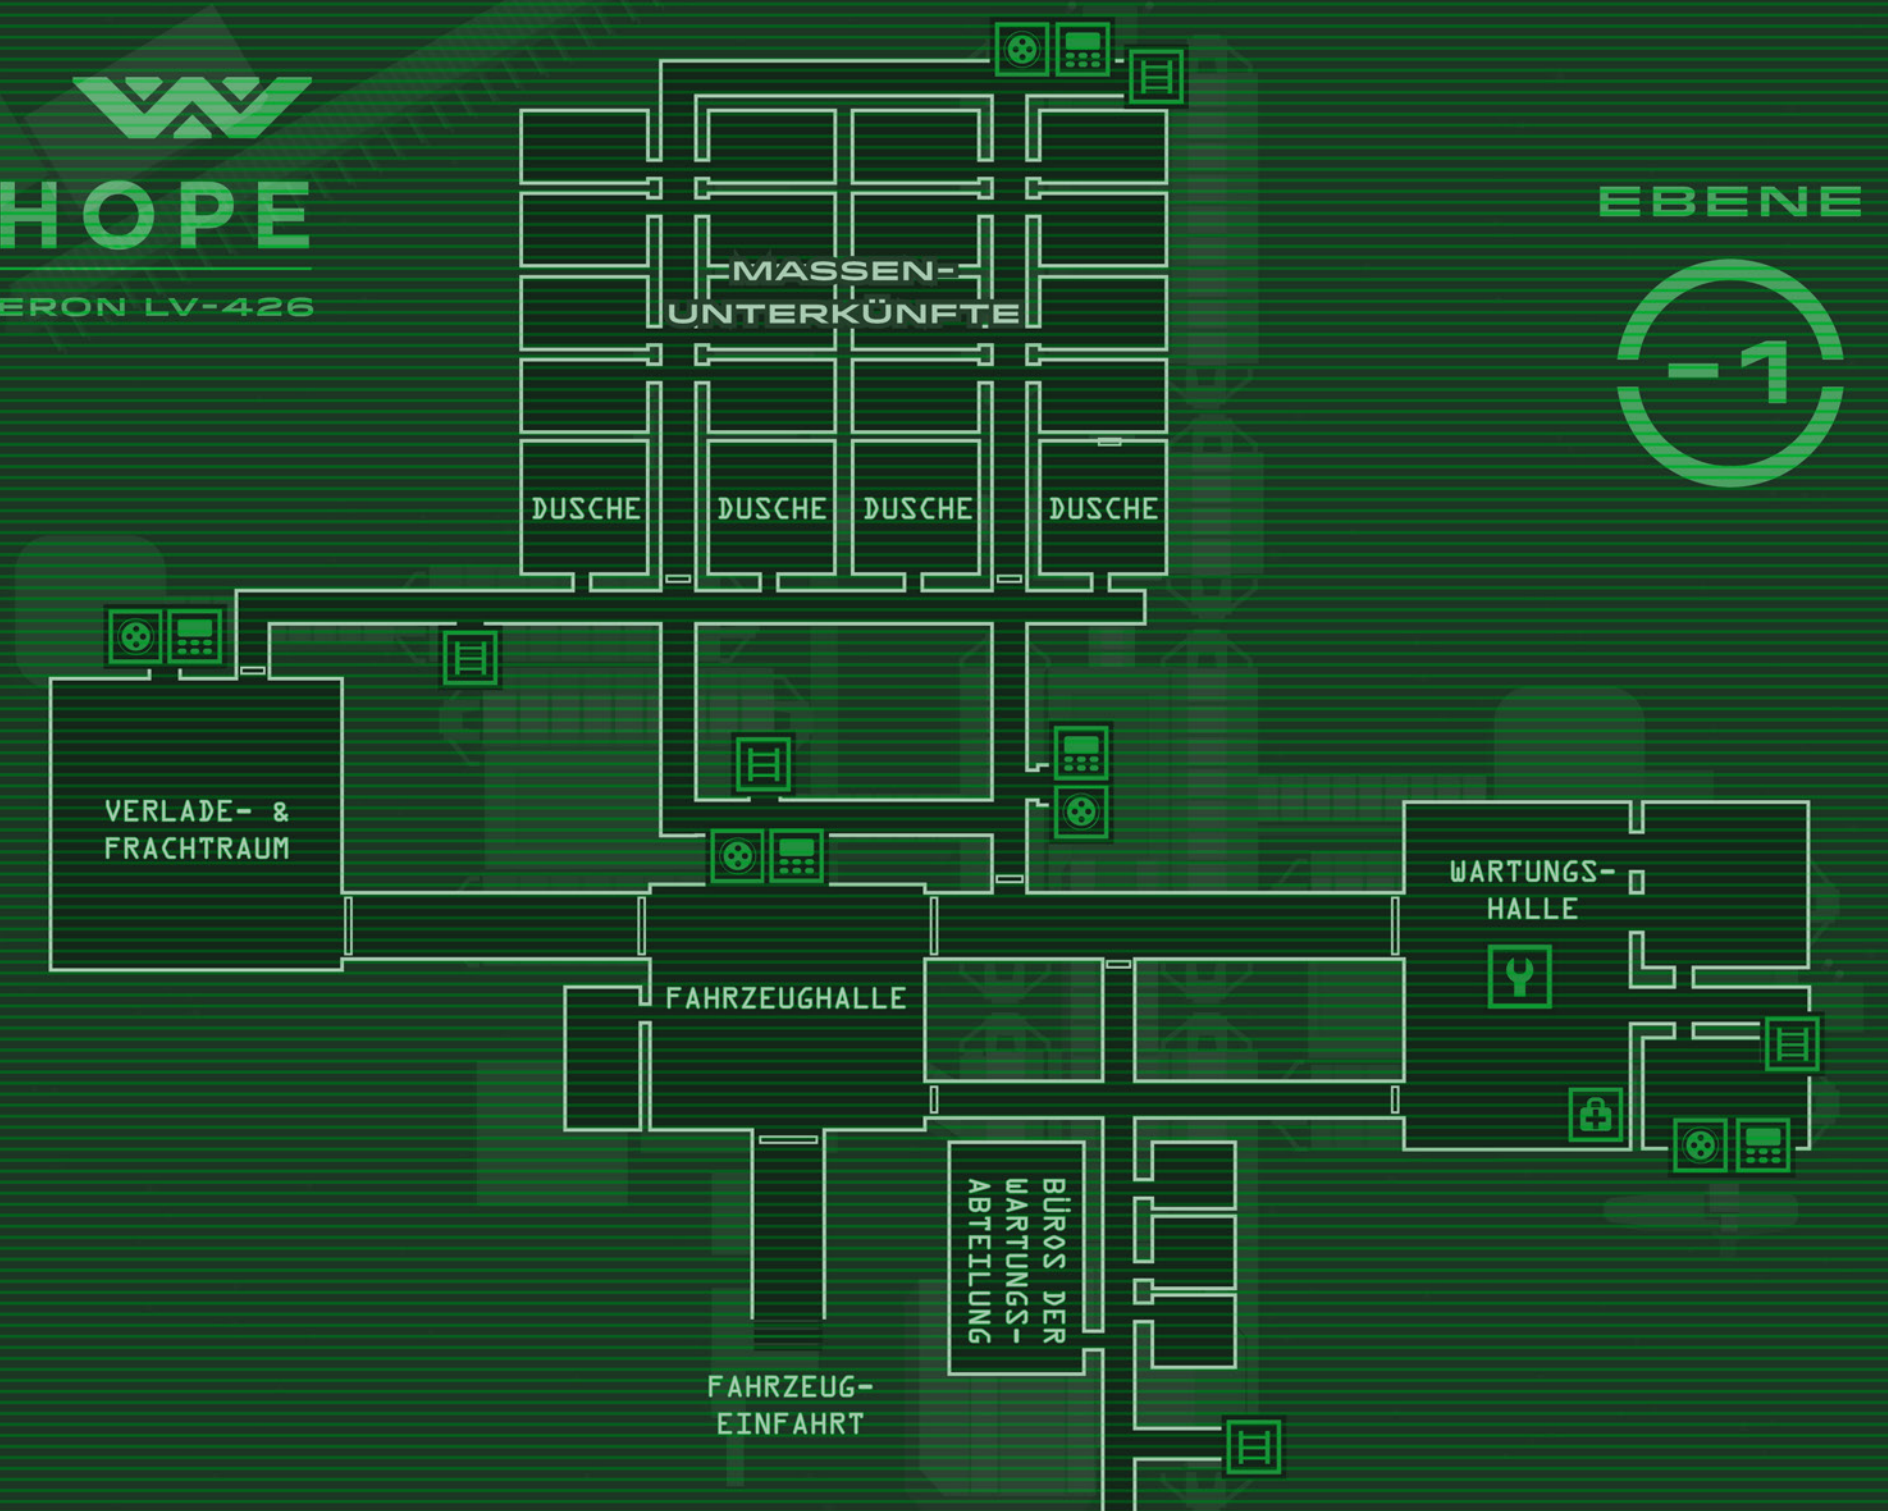 HOPE
ERON LV-426
EBENE
-1
MASSEN-
UNTERKÜNFTE
DUSCHE
DUSCHE
DUSCHE
DUSCHE
VERLADE- &
FRACHTRAUM
WARTUNGS-
HALLE
FAHRZEUGHALLE
BÜROS DER
WARTUNGS-
ABTEILUNG
FAHRZEUG-
EINFAHRT